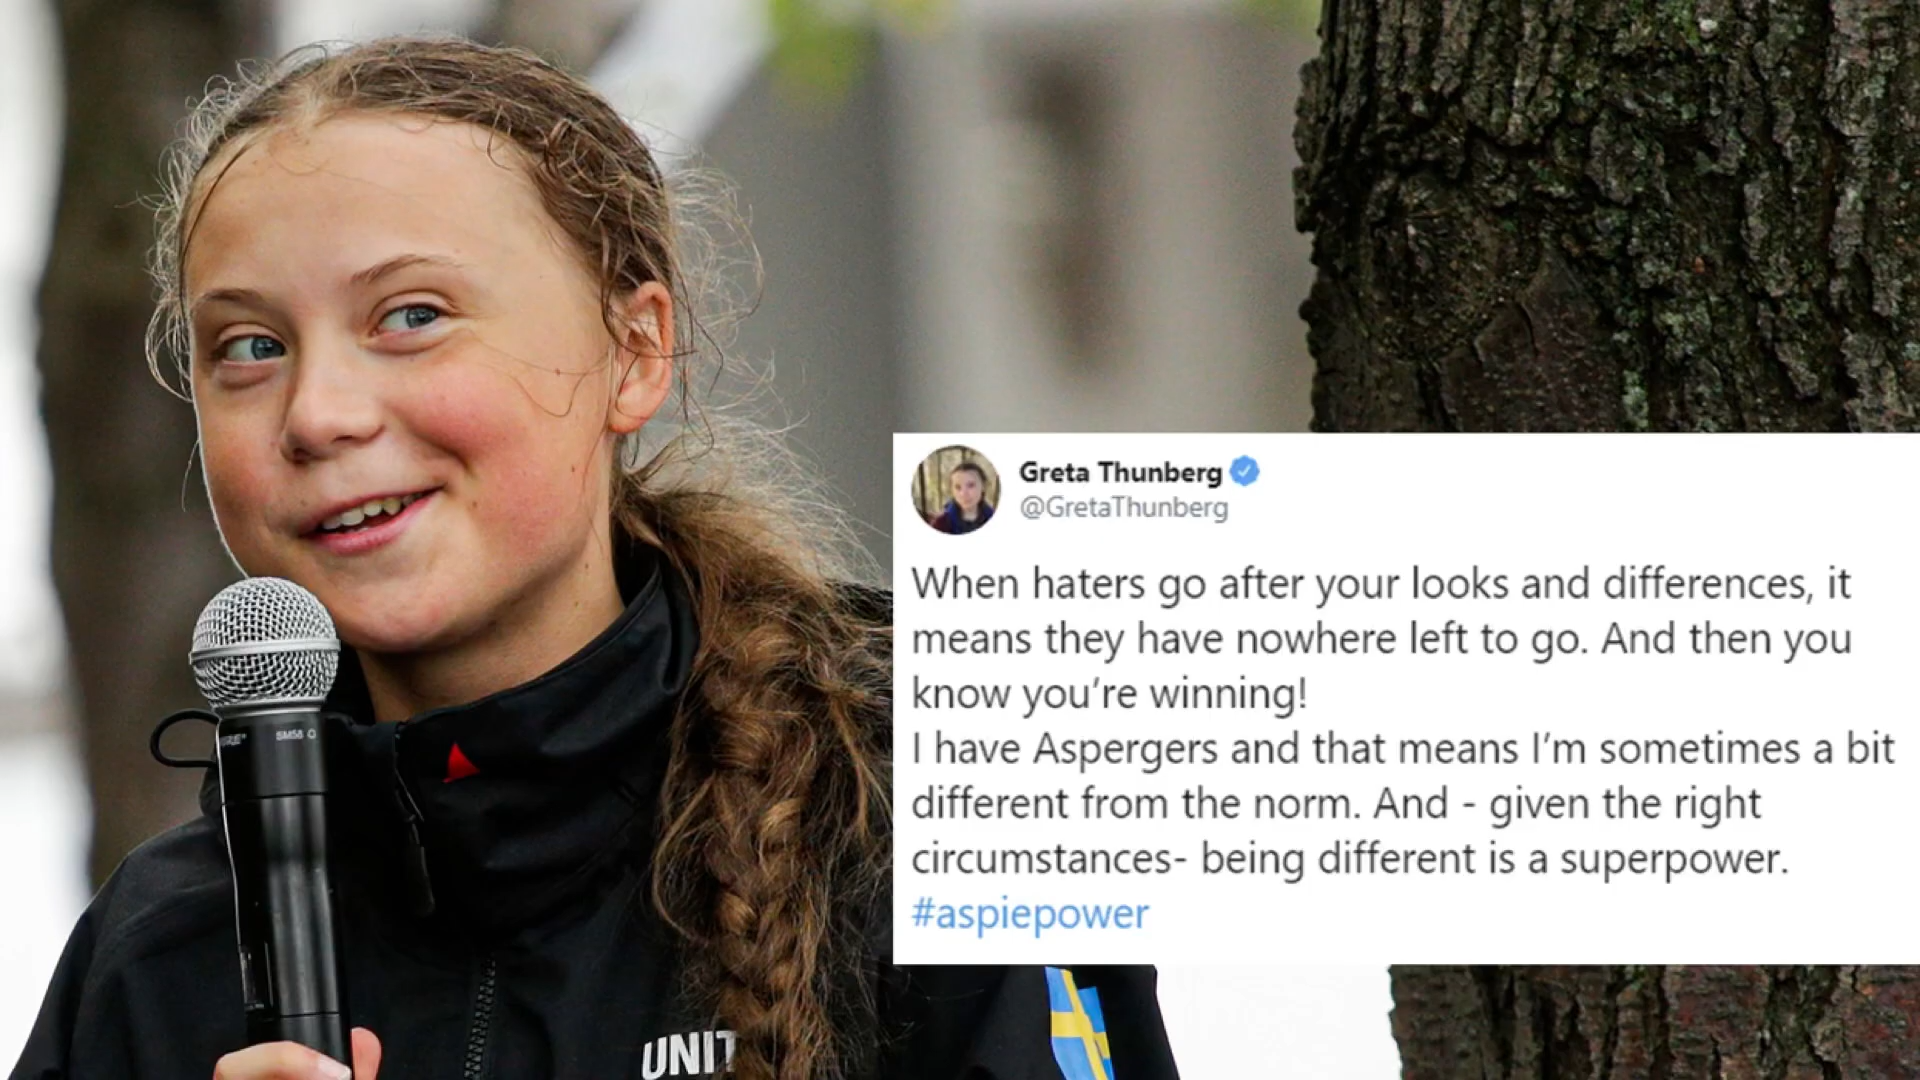 Greta Thunberg
@GretaThunberg
When haters go after your looks and differences, it
means they have nowhere left to go. And then you
know you’re winning!
I have Aspergers and that means I’m sometimes a bit
different from the norm. And - given the right
circumstances- being different is a superpower.
#aspiepower
SM58
UNIT